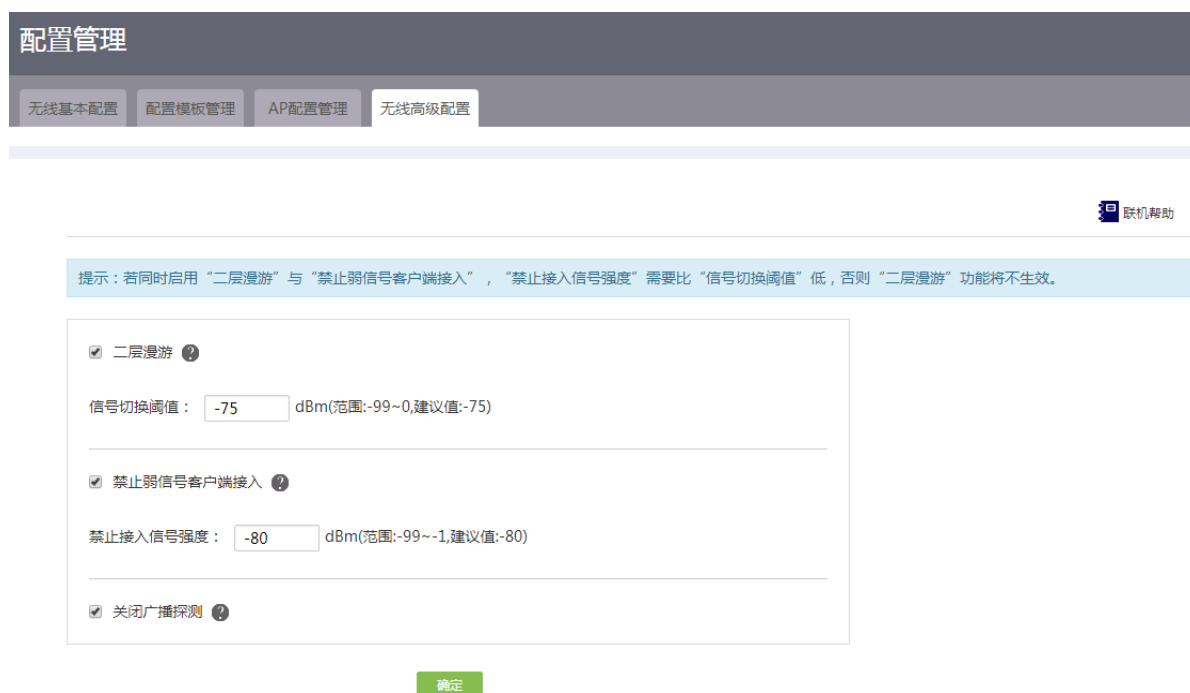 配置管理
无线基本配置 配置模板管理 AP配置管理 无线高级配置
联机帮助
提示：若同时启用“二层漫游”与“禁止弱信号客户端接入”，“禁止接入信号强度”需要比“信号切换阈值”低，否则“二层漫游”功能将不生效。
二层漫游 ?
信号切换阈值： -75 dBm(范围:-99~0,建议值:-75)
禁止弱信号客户端接入 ?
禁止接入信号强度： -80 dBm(范围:-99~-1,建议值:-80)
关闭广播探测 ?
确定